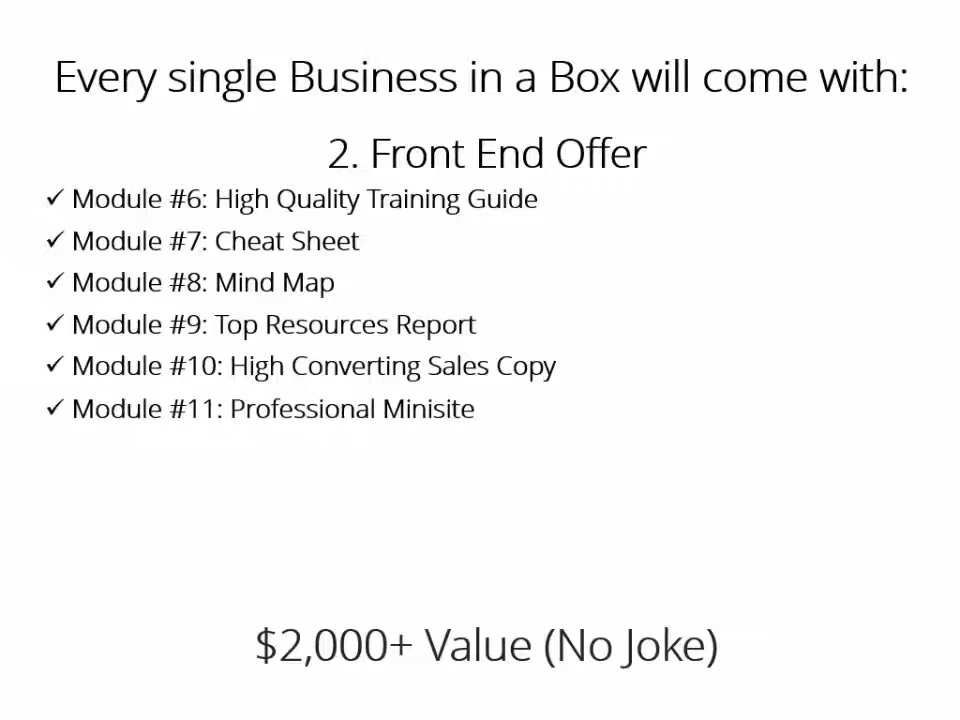 Every single Business in a Box will come with:
2. Front End Offer
✓ Module #6: High Quality Training Guide
✓ Module #7: Cheat Sheet
✓ Module #8: Mind Map
✓ Module #9: Top Resources Report
✓ Module #10: High Converting Sales Copy
✓ Module #11: Professional Minisite
$2,000+ Value (No Joke)